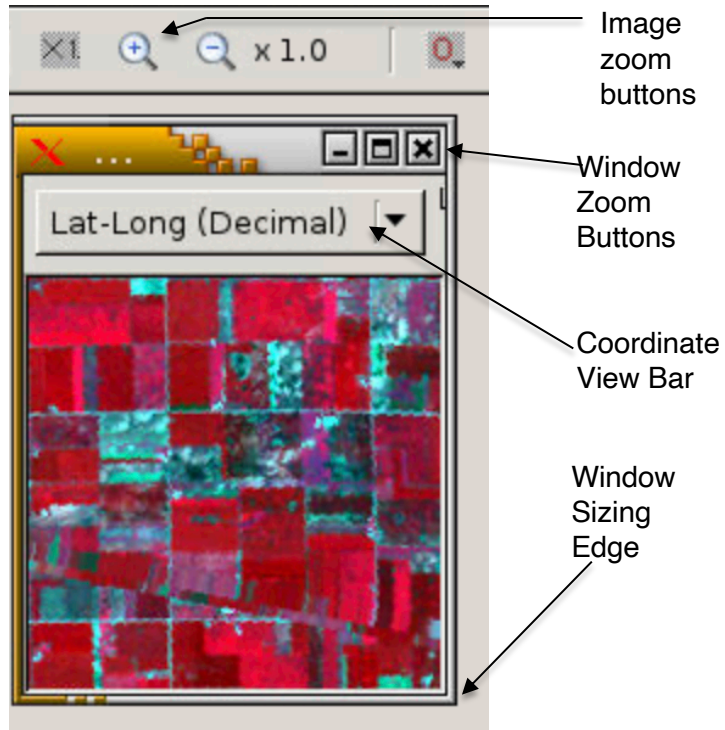 X1.
x 1.0
O
Image
zoom
buttons
X ...
Window
Zoom
Buttons
Lat-Long (Decimal)
Coordinate
View Bar
Window
Sizing
Edge